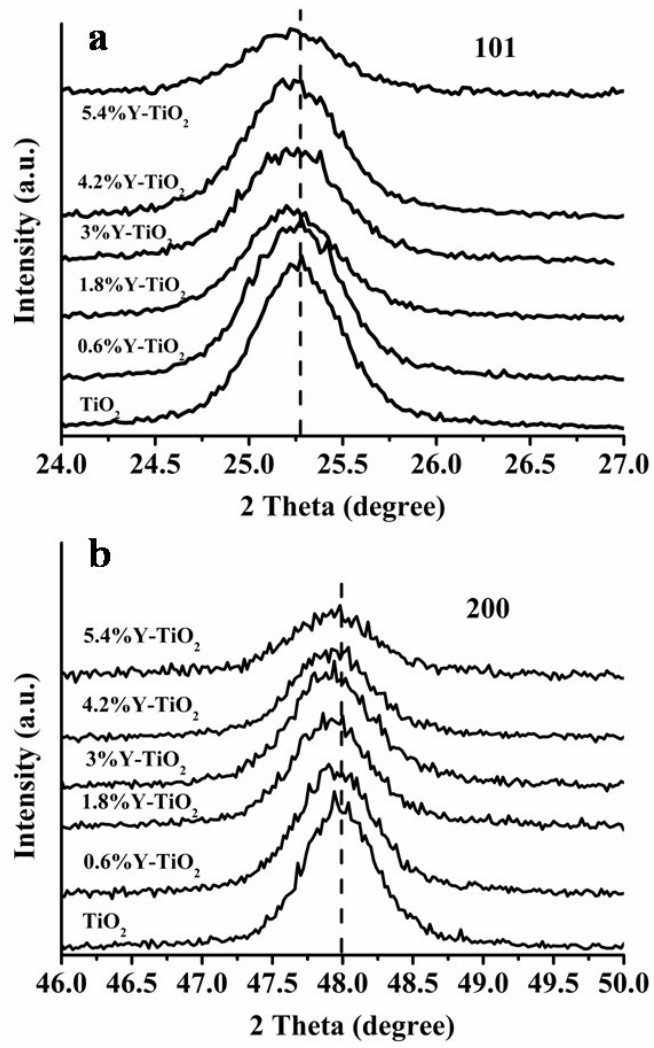 a
101
5.4%Y-TiO₂
4.2%Y-TiO₂
3%Y-TiO₂
1.8%Y-TiO₂
0.6%Y-TiO₂
TiO₂
Intensity (a.u.)
24.0 24.5 25.0 25.5 26.0 26.5 27.0
2 Theta (degree)
b
200
5.4%Y-TiO₂
4.2%Y-TiO₂
3%Y-TiO₂
1.8%Y-TiO₂
0.6%Y-TiO₂
TiO₂
Intensity (a.u.)
46.0 46.5 47.0 47.5 48.0 48.5 49.0 49.5 50.0
2 Theta (degree)